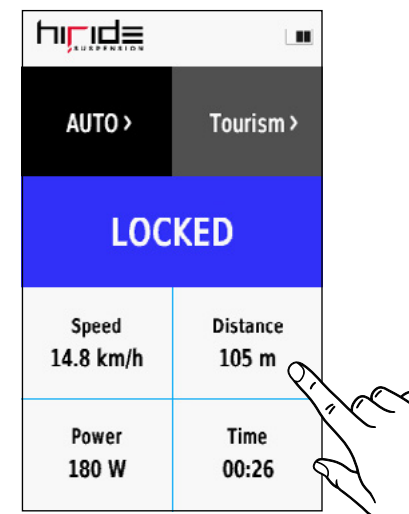 hiride
SUSPENSION
AUTO > Tourism >
LOCKED
Speed Distance
14.8 km/h 105 m
Power Time
180 W 00:26